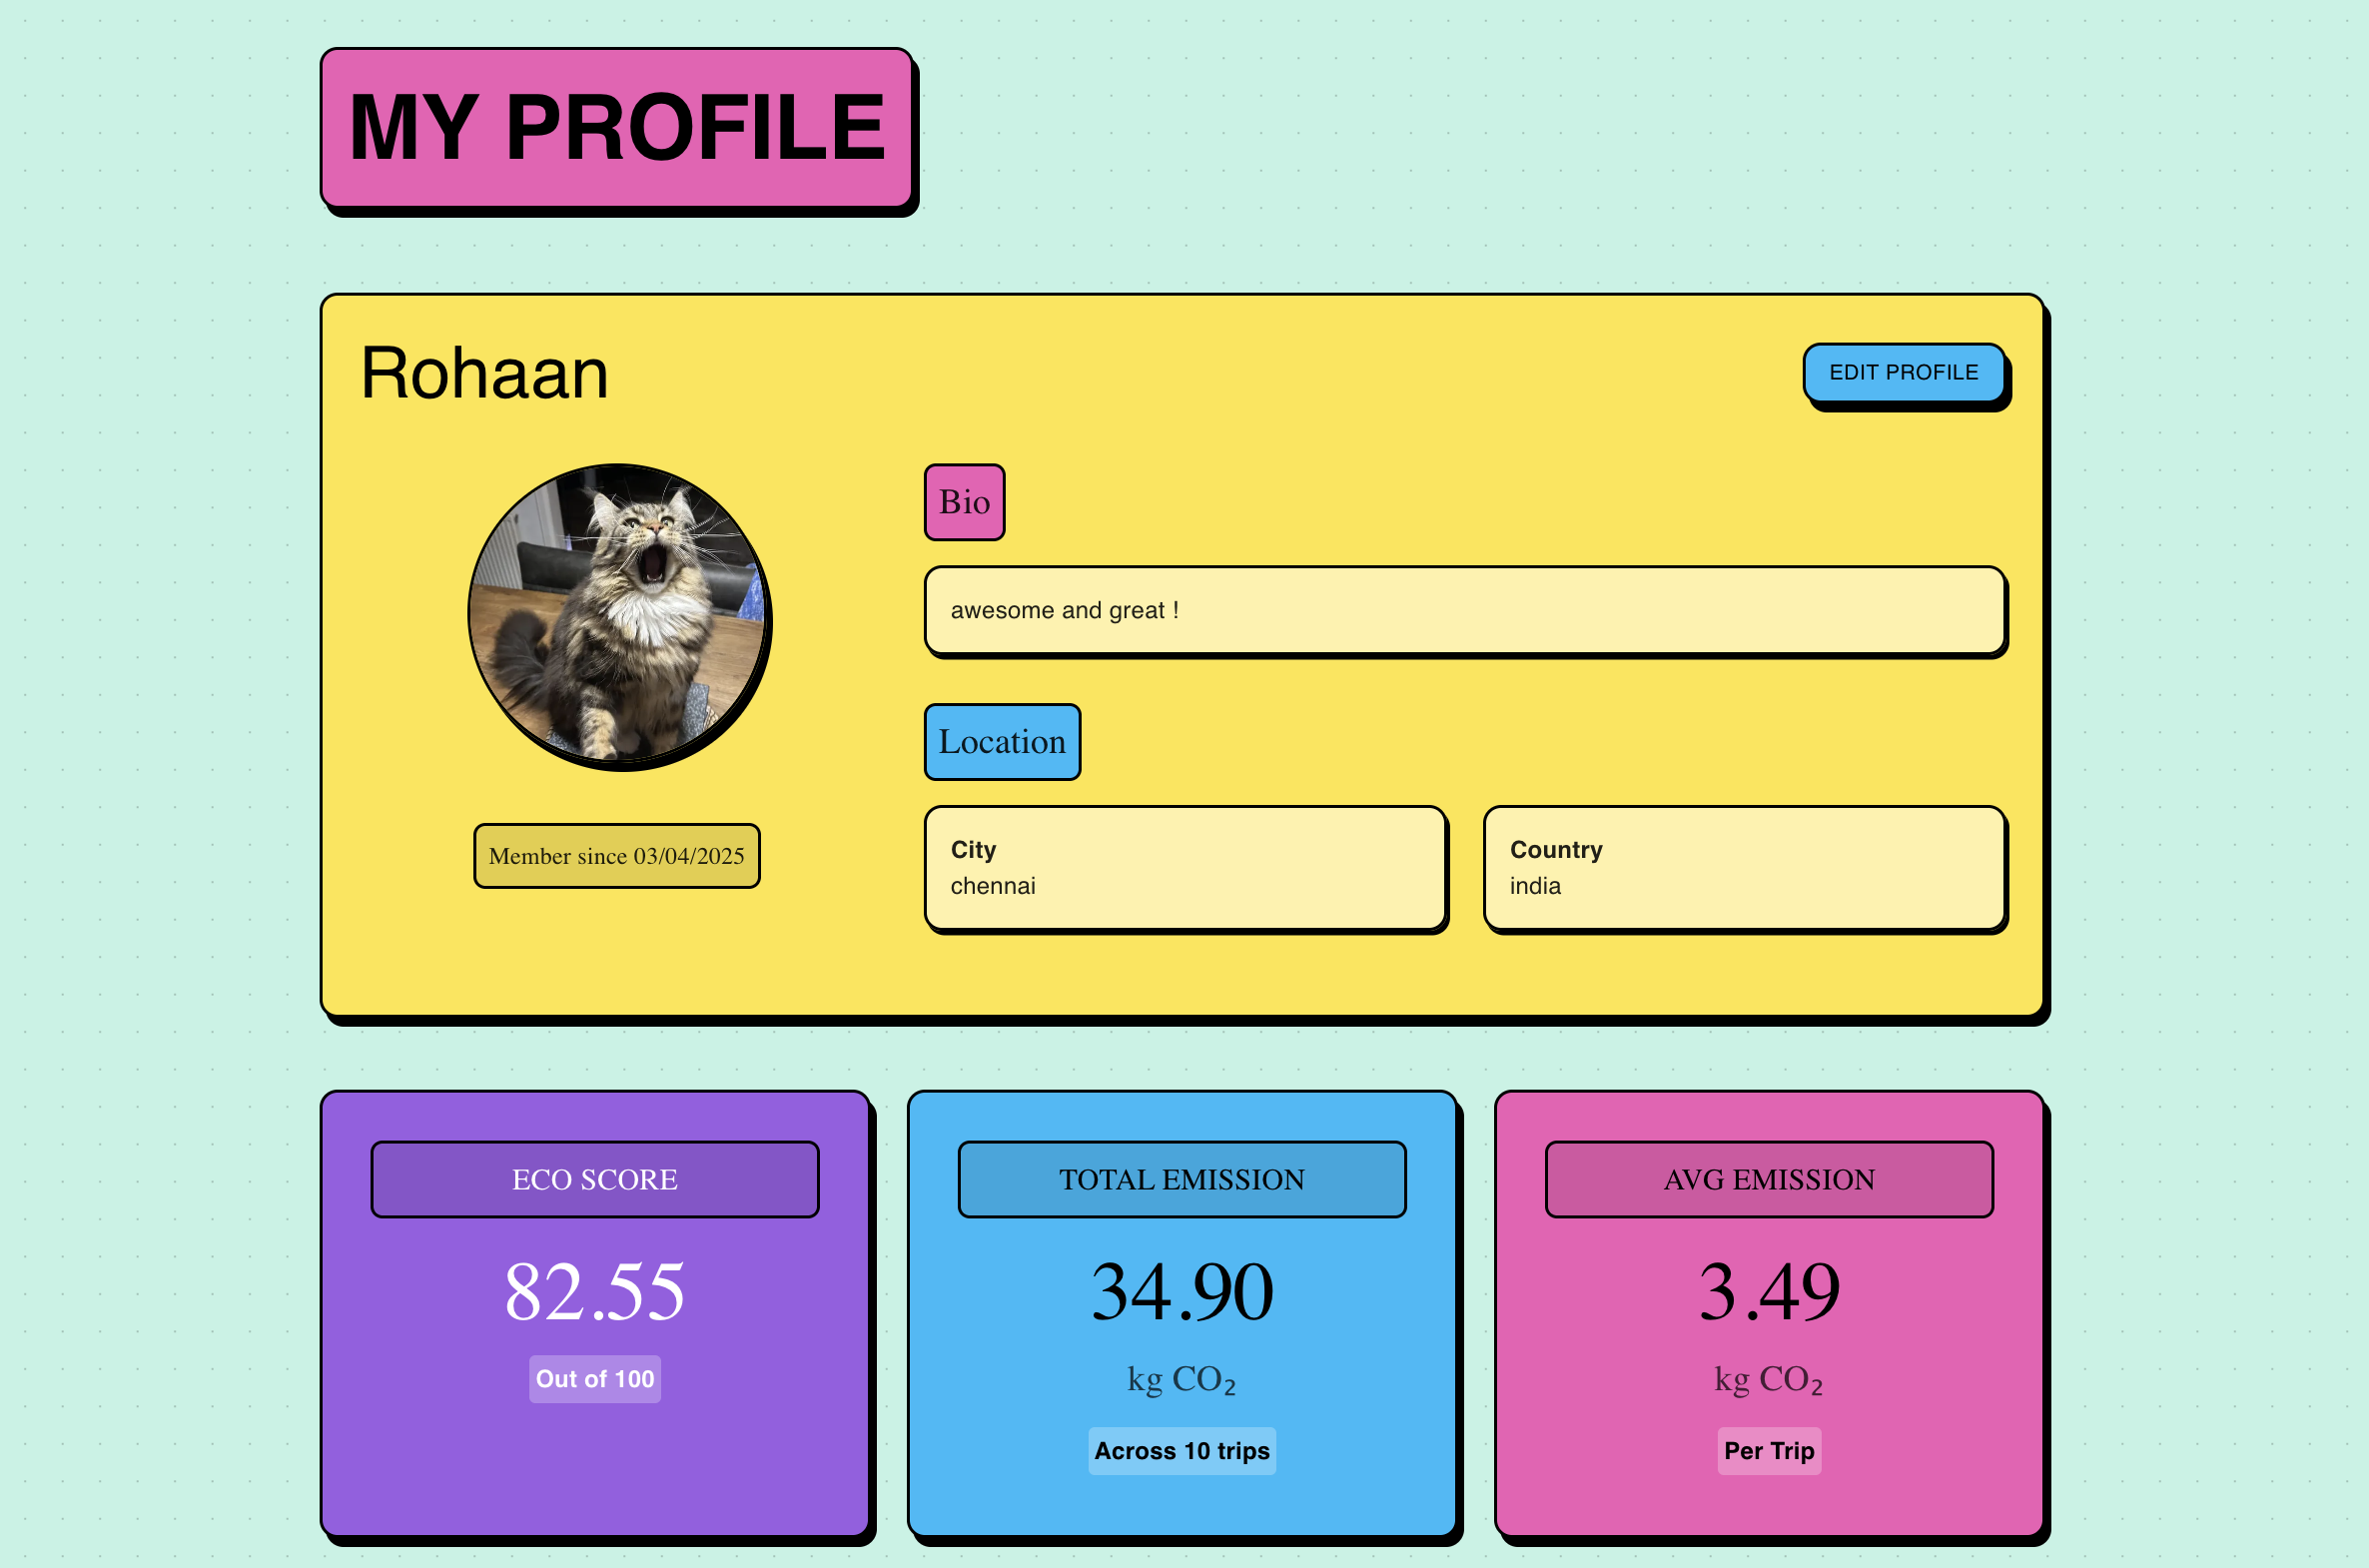 MY PROFILE
Rohaan
EDIT PROFILE
Bio
awesome and great !
Location
City
chennai
Country
india
Member since 03/04/2025
ECO SCORE
82.55
Out of 100
TOTAL EMISSION
34.90
kg CO₂
Across 10 trips
AVG EMISSION
3.49
kg CO₂
Per Trip